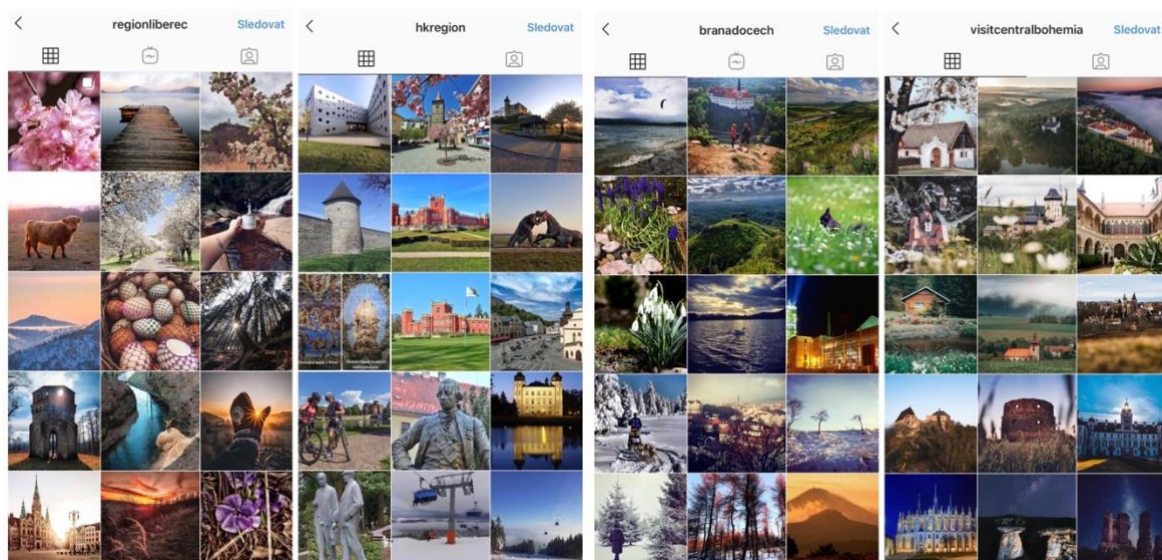 regionliberec
Sledovat
hkregion
Sledovat
branadocech
Sledovat
visitcentralbohemia
Sledovat